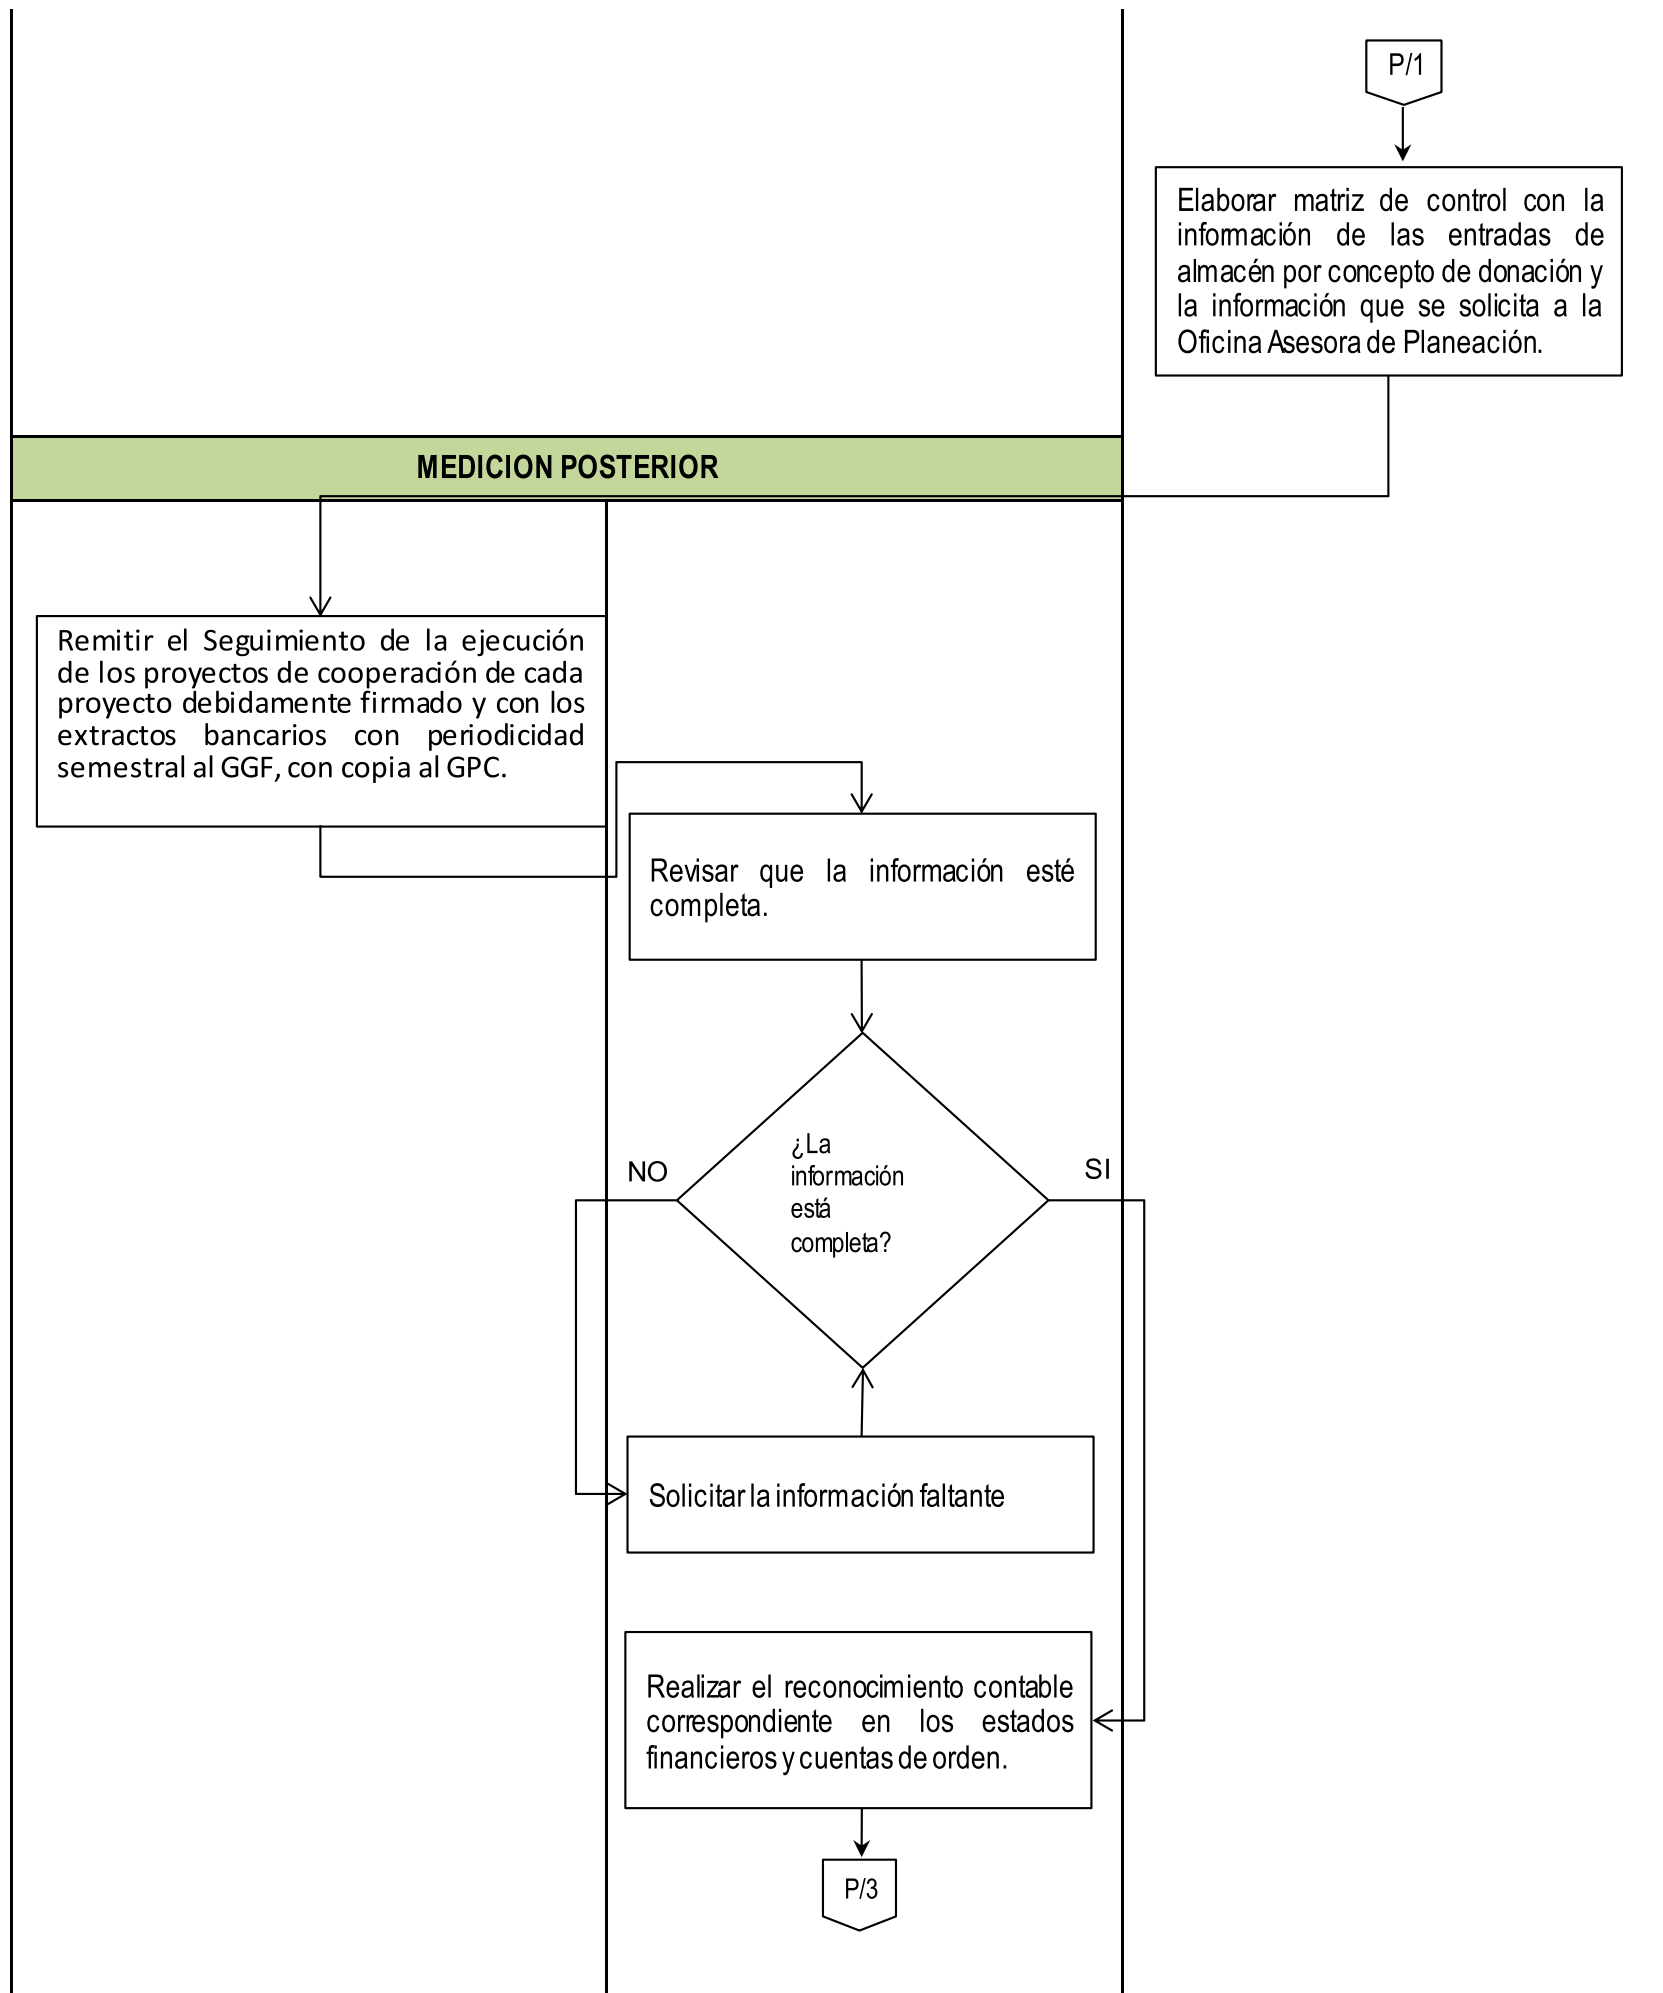 P/1
Elaborar matriz de control con la
información de las entradas de
almacén por concepto de donación y
la información que se solicita a la
Oficina Asesora de Planeación.
MEDICION POSTERIOR
Remitir el Seguimiento de la ejecución
de los proyectos de cooperación de cada
proyecto debidamente firmado y con los
extractos bancarios con periodicidad
semestral al GGF, con copia al GPC.
Revisar que la información esté
completa.
¿La
información
está
completa?
NO
SI
Solicitar la información faltante
Realizar el reconocimiento contable
correspondiente en los estados
financieros y cuentas de orden.
P/3